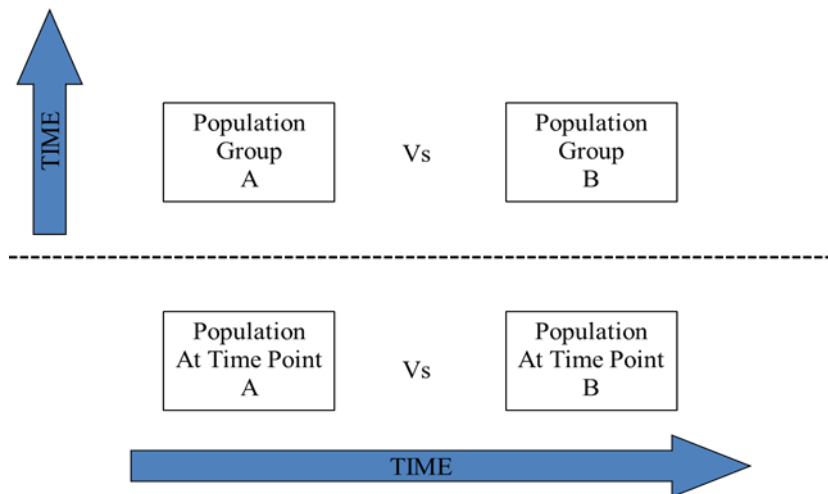 TIME
Population
Group
A
Vs
Population
Group
B
Population
At Time Point
A
Vs
Population
At Time Point
B
TIME